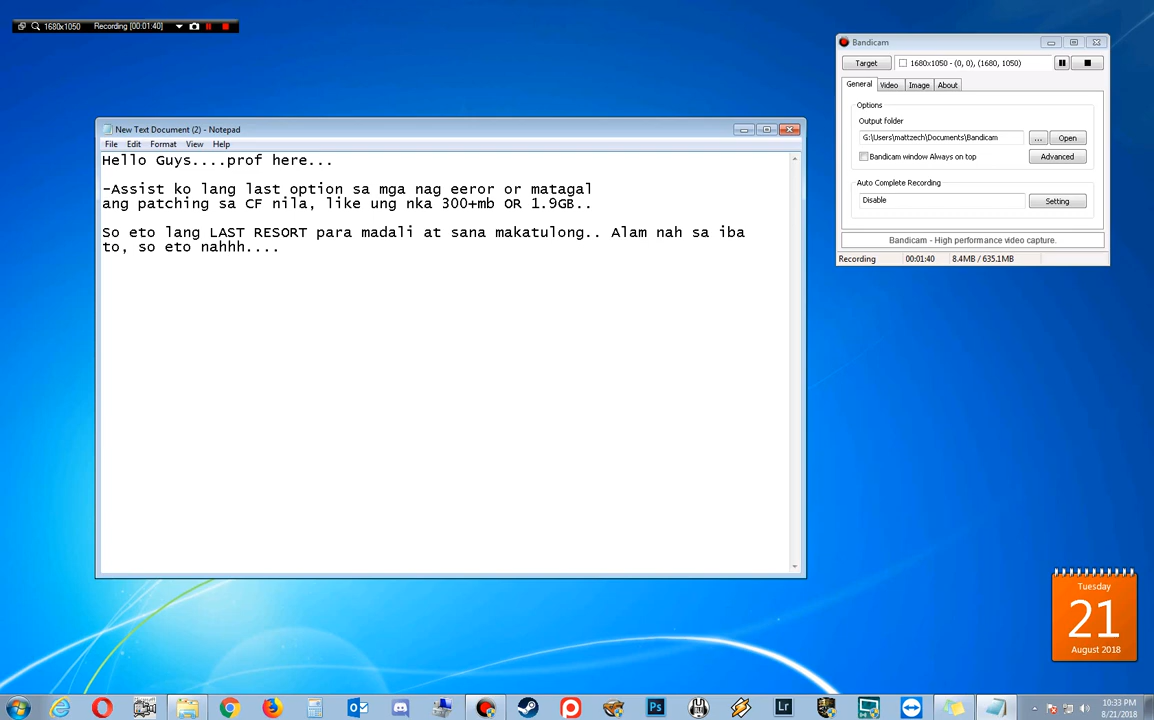 1680x1050 Recording [00:01:40]
Bandicam
Target 1680x1050 - (0, 0), (1680, 1050)
General Video Image About
Options
Output folder
G:\Users\mattzech\Documents\Bandicam ... Open
Bandicam window Always on top Advanced
Auto Complete Recording
Disable Setting
Bandicam - High performance video capture.
Recording 00:01:40 8.4MB / 635.1MB
New Text Document (2) - Notepad
File Edit Format View Help
Hello Guys....prof here...
-Assist ko lang last option sa mga nag eeror or matagal
ang patching sa CF nila, like ung nka 300+mb OR 1.9GB..
So eto lang LAST RESORT para madali at sana makatulong.. Alam nah sa iba
to, so eto nahhh....
Tuesday
21
August 2018
Ps Lr
10:33 PM
8/21/2018